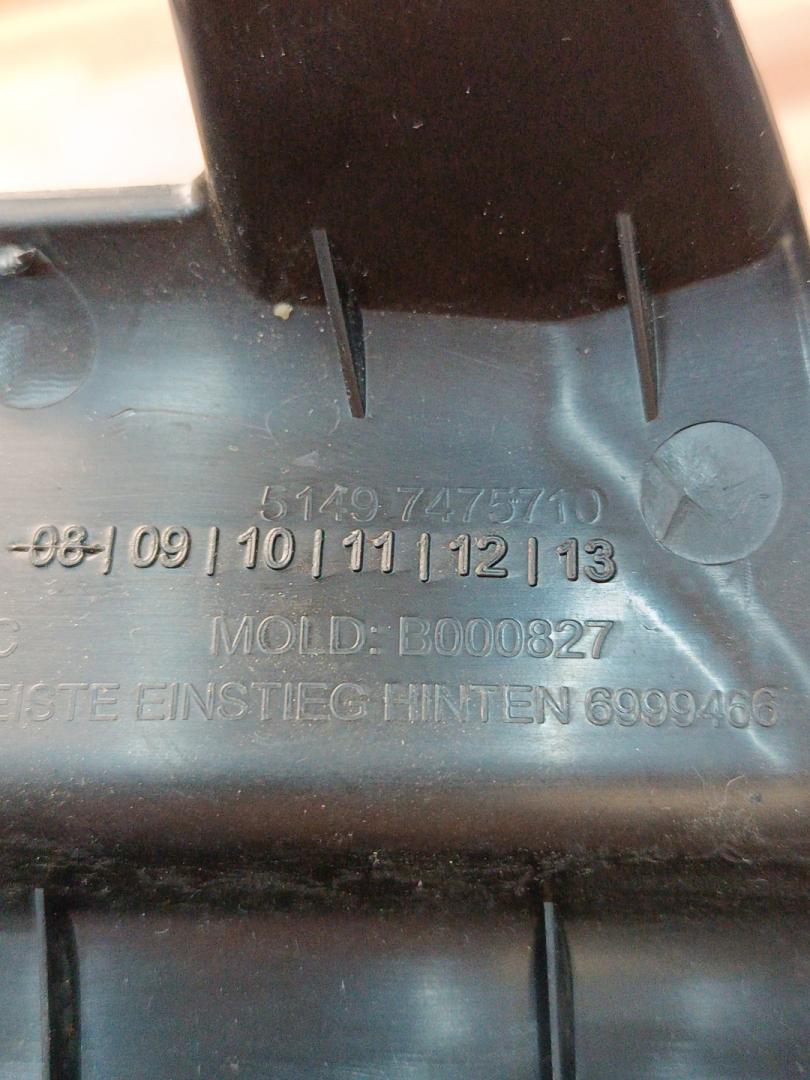 5149 7475710
08 | 09 | 10 | 11 | 12 | 13
C MOLD: B000827
EISTE EINSTIEG HINTEN 6999466